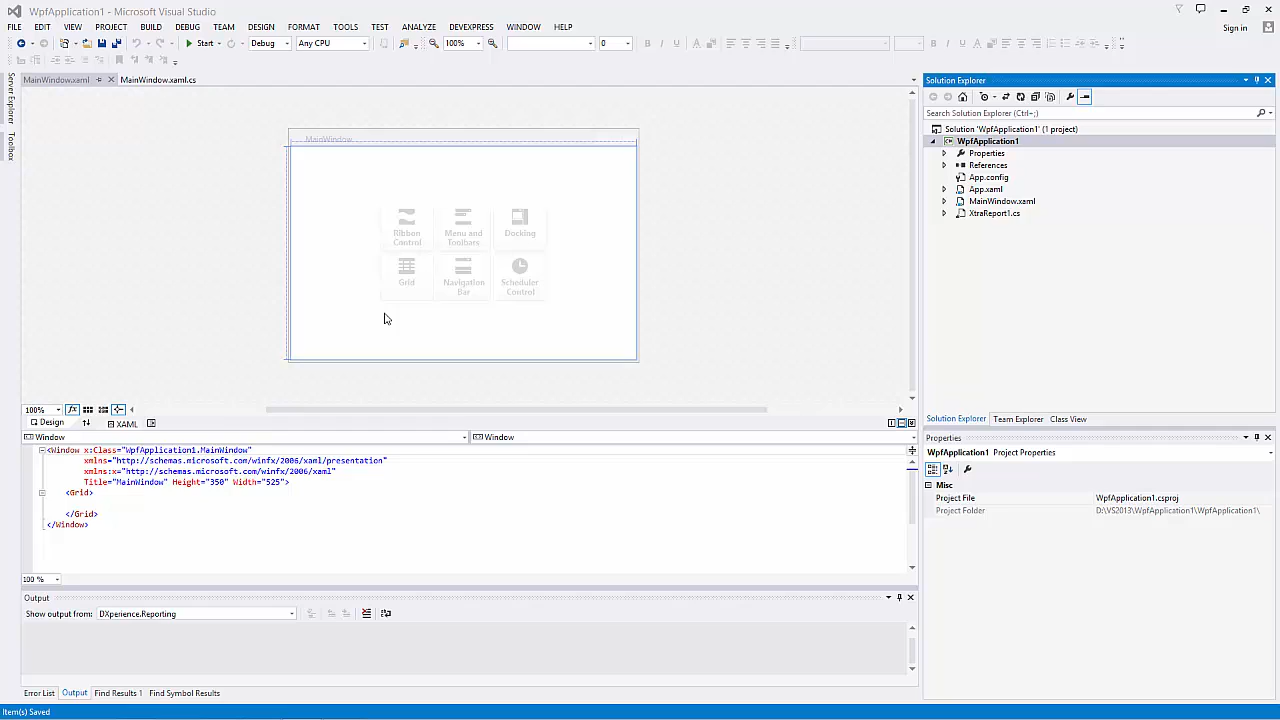 WpfApplication1 - Microsoft Visual Studio
FILE EDIT VIEW PROJECT BUILD DEBUG TEAM DESIGN FORMAT TOOLS TEST ANALYZE DEVEXPRESS WINDOW HELP
Sign in
Start Debug Any CPU 100% 0
Server Explorer
Toolbox
MainWindow.xaml
MainWindow.xaml.cs
MainWindow
Ribbon Control
Menu and Toolbars
Docking
Grid
Navigation Bar
Scheduler Control
100%
Design
XAML
Window
Window
<Window x:Class="WpfApplication1.MainWindow"
xmlns="http://schemas.microsoft.com/winfx/2006/xaml/presentation"
xmlns:x="http://schemas.microsoft.com/winfx/2006/xaml"
Title="MainWindow" Height="350" Width="525">
<Grid>
</Grid>
</Window>
100 %
Output
Show output from: DXperience.Reporting
Error List Output Find Results 1 Find Symbol Results
Item(s) Saved
Solution Explorer
Search Solution Explorer (Ctrl+;)
Solution 'WpfApplication1' (1 project)
WpfApplication1
Properties
References
App.config
App.xaml
MainWindow.xaml
XtraReport1.cs
Solution Explorer Team Explorer Class View
Properties
WpfApplication1 Project Properties
Misc
Project File WpfApplication1.csproj
Project Folder D:\VS2013\WpfApplication1\WpfApplication1\